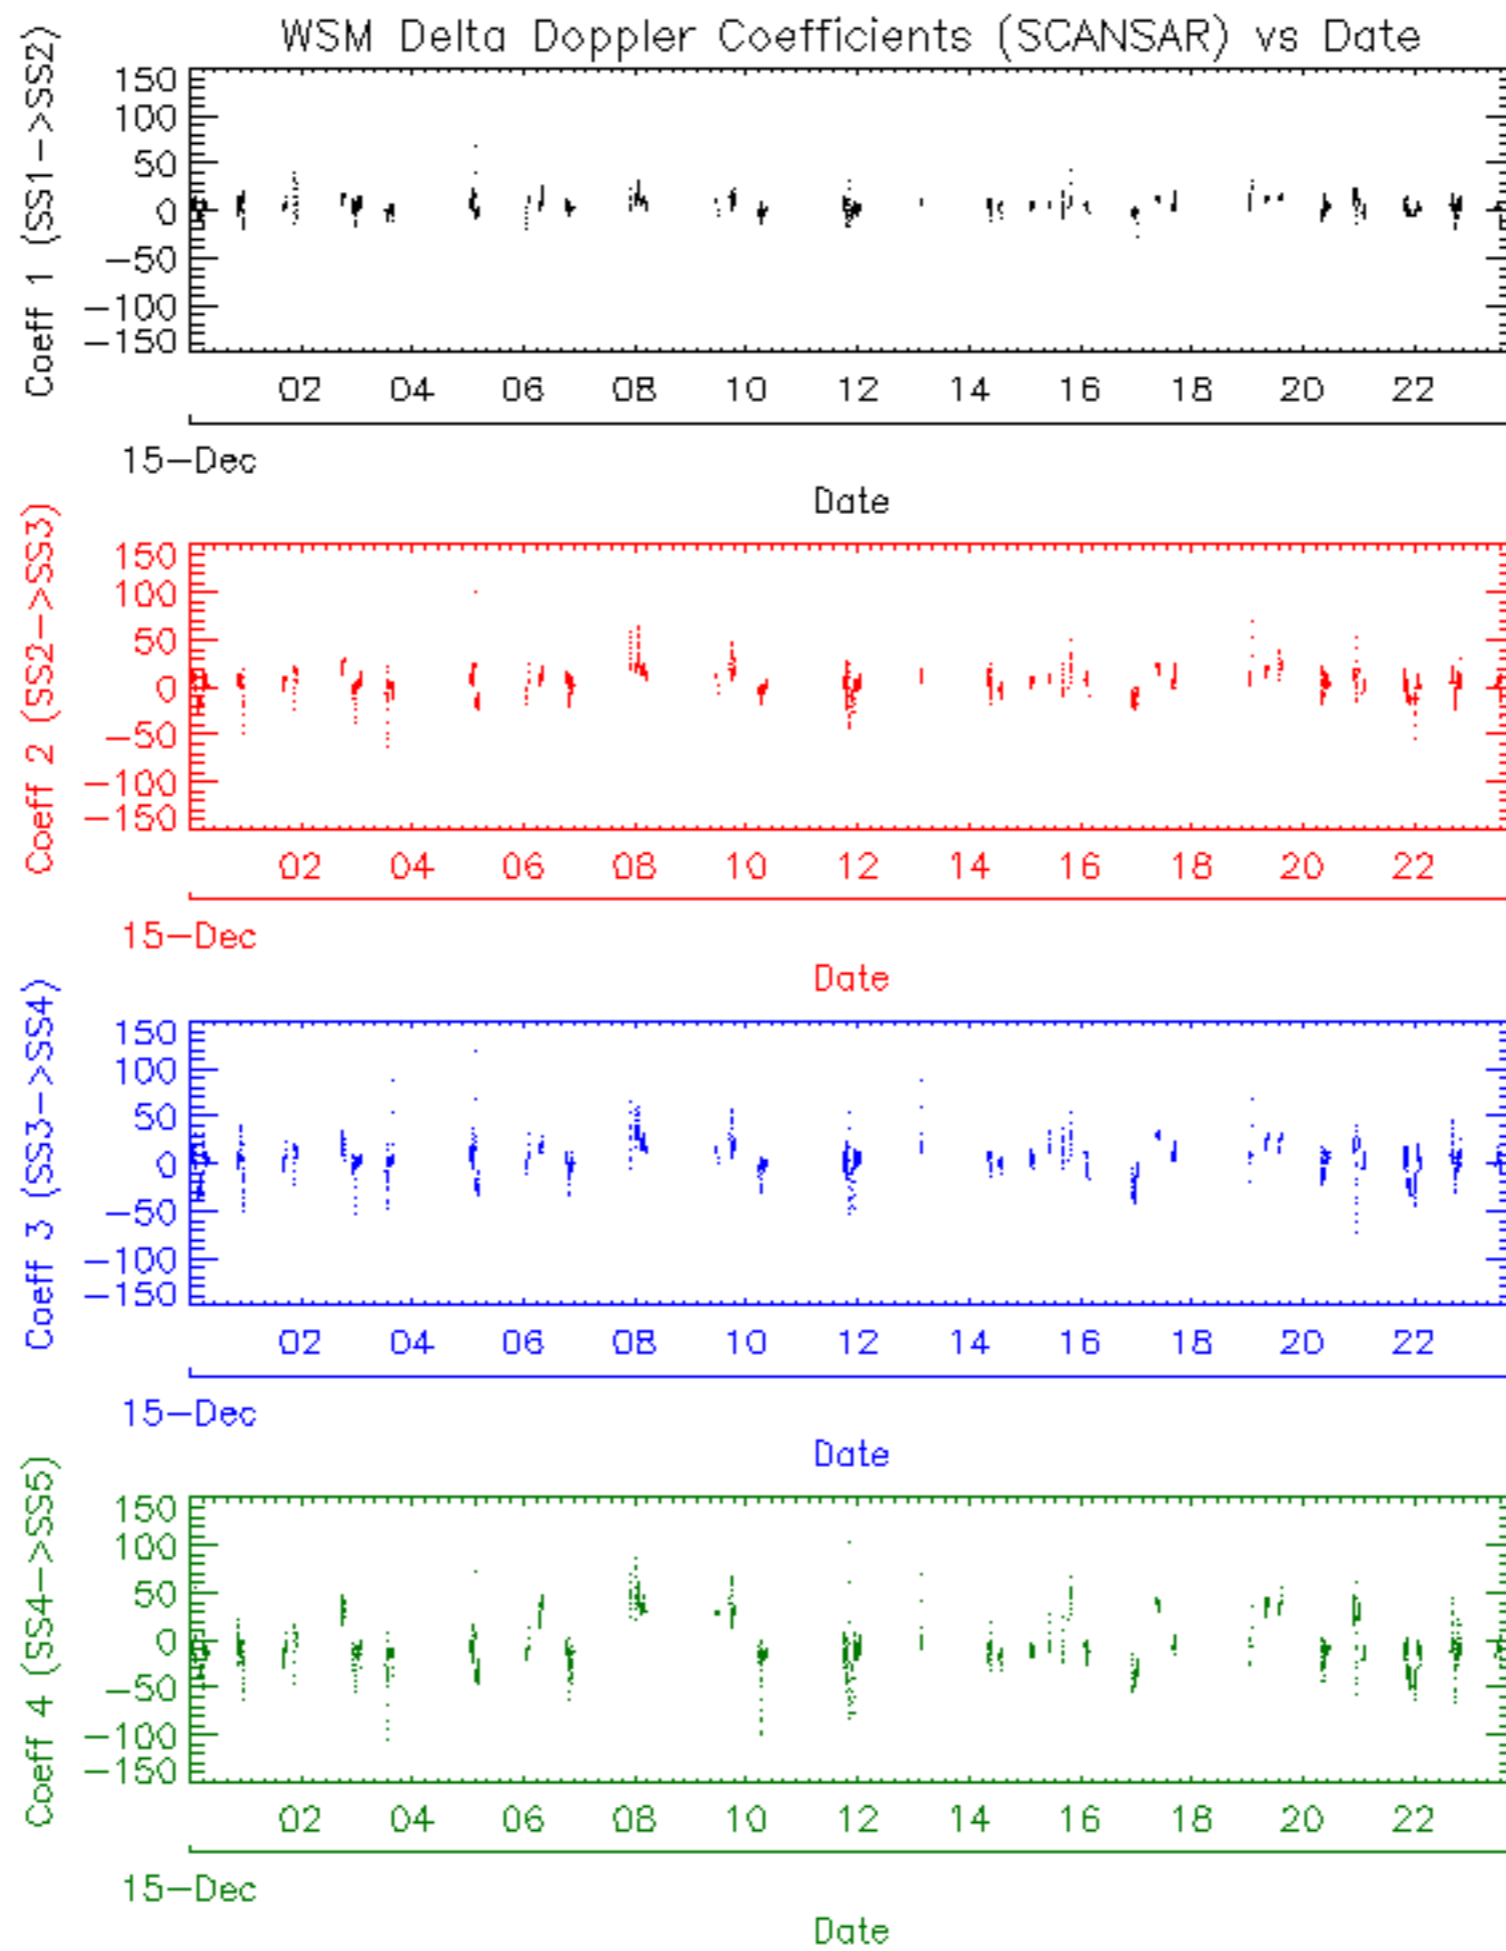 WSM Delta Doppler Coefficients (SCANSAR) vs Date
Coeff 1 (SS1->SS2)
150
100
50
0
-50
-100
-150
02 04 06 08 10 12 14 16 18 20 22
15-Dec
Date
Coeff 2 (SS2->SS3)
150
100
50
0
-50
-100
-150
02 04 06 08 10 12 14 16 18 20 22
15-Dec
Date
Coeff 3 (SS3->SS4)
150
100
50
0
-50
-100
-150
02 04 06 08 10 12 14 16 18 20 22
15-Dec
Date
Coeff 4 (SS4->SS5)
150
100
50
0
-50
-100
-150
02 04 06 08 10 12 14 16 18 20 22
15-Dec
Date